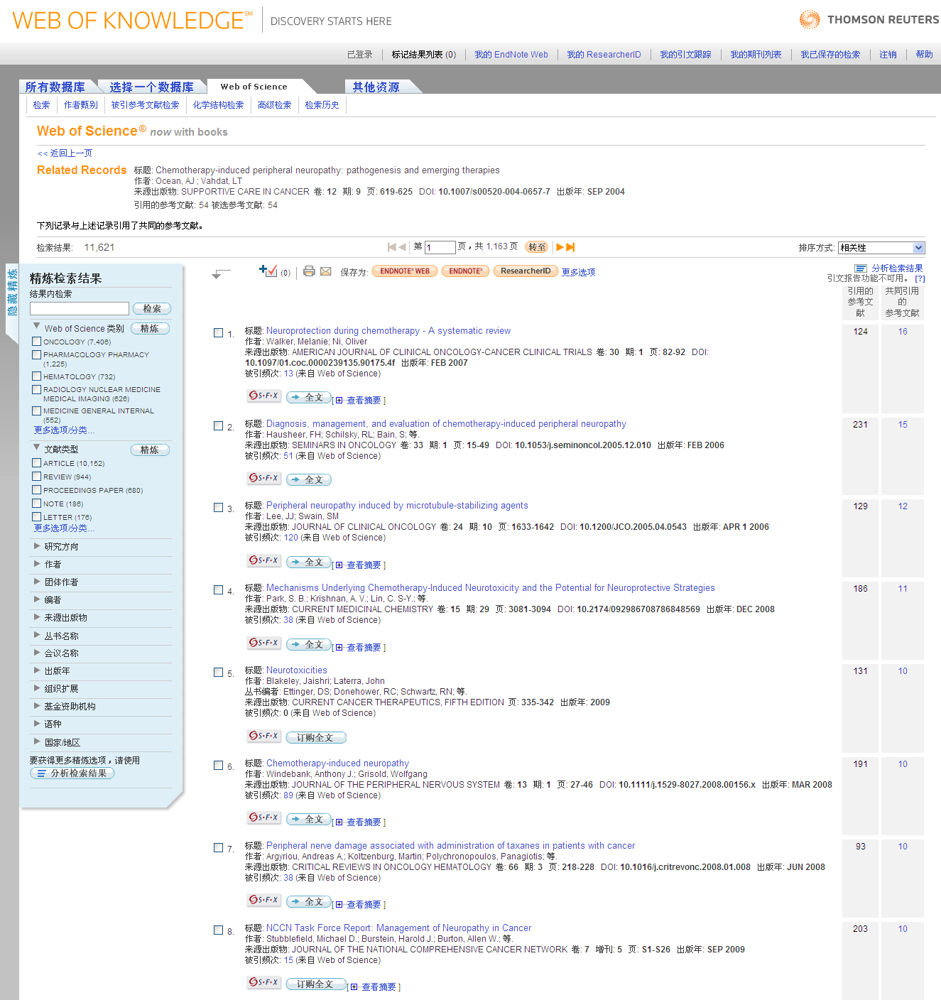 WEB OF KNOWLEDGE℠ DISCOVERY STARTS HERE
THOMSON REUTERS
已登录 标记结果列表 (0) 我的 EndNote Web 我的 ResearcherID 我的引文跟踪 我的期刊列表 我已保存的检索 注销 帮助
所有数据库 选择一个数据库 Web of Science 其他资源
检索 作者甄别 被引参考文献检索 化学结构检索 高级检索 检索历史
Web of Science® now with books
<< 返回上一页
Related Records 标题: Chemotherapy-induced peripheral neuropathy: pathogenesis and emerging therapies
作者: Ocean, AJ ; Vahdat, LT
来源出版物: SUPPORTIVE CARE IN CANCER 卷: 12 期: 9 页: 619-625 DOI: 10.1007/s00520-004-0657-7 出版年: SEP 2004
引用的参考文献: 54 被选参考文献: 54
下列记录与上述记录引用了共同的参考文献。
检索结果: 11,621 第 1 页，共 1,163 页 转至 排序方式: 相关性
隐藏精炼
精炼检索结果
结果内检索
检索
Web of Science 类别 精炼
ONCOLOGY (7,406)
PHARMACOLOGY PHARMACY
(1,225)
HEMATOLOGY (732)
RADIOLOGY NUCLEAR MEDICINE
MEDICAL IMAGING (626)
MEDICINE GENERAL INTERNAL
(552)
更多选项/分类...
文献类型 精炼
ARTICLE (10,152)
REVIEW (944)
PROCEEDINGS PAPER (680)
NOTE (186)
LETTER (176)
更多选项/分类...
研究方向
作者
团体作者
编者
来源出版物
丛书名称
会议名称
出版年
组织扩展
基金资助机构
语种
国家/地区
要获得更多精炼选项，请使用
分析检索结果
(0) 保存为: ENDNOTE® WEB ENDNOTE® ResearcherID 更多选项
分析检索结果
引文报告功能不可用。 [?]
引用的
参考文
献
共同引用
的
参考文献
1. 标题: Neuroprotection during chemotherapy - A systematic review 124 16
作者: Walker, Melanie; Ni, Oliver
来源出版物: AMERICAN JOURNAL OF CLINICAL ONCOLOGY-CANCER CLINICAL TRIALS 卷: 30 期: 1 页: 82-92 DOI:
10.1097/01.coc.0000239135.90175.4f 出版年: FEB 2007
被引频次: 13 (来自 Web of Science)
S·F·X 全文 [ 查看摘要 ]
2. 标题: Diagnosis, management, and evaluation of chemotherapy-induced peripheral neuropathy 231 15
作者: Hausheer, FH; Schilsky, RL; Bain, S; 等.
来源出版物: SEMINARS IN ONCOLOGY 卷: 33 期: 1 页: 15-49 DOI: 10.1053/j.seminoncol.2005.12.010 出版年: FEB 2006
被引频次: 51 (来自 Web of Science)
S·F·X 全文
3. 标题: Peripheral neuropathy induced by microtubule-stabilizing agents 129 12
作者: Lee, JJ; Swain, SM
来源出版物: JOURNAL OF CLINICAL ONCOLOGY 卷: 24 期: 10 页: 1633-1642 DOI: 10.1200/JCO.2005.04.0543 出版年: APR 1 2006
被引频次: 120 (来自 Web of Science)
S·F·X 全文 [ 查看摘要 ]
4. 标题: Mechanisms Underlying Chemotherapy-Induced Neurotoxicity and the Potential for Neuroprotective Strategies 186 11
作者: Park, S. B.; Krishnan, A. V.; Lin, C. S-Y.; 等.
来源出版物: CURRENT MEDICINAL CHEMISTRY 卷: 15 期: 29 页: 3081-3094 DOI: 10.2174/092986708786848569 出版年: DEC 2008
被引频次: 38 (来自 Web of Science)
S·F·X 全文 [ 查看摘要 ]
5. 标题: Neurotoxicities 131 10
作者: Blakeley, Jaishri; Laterra, John
丛书编者: Ettinger, DS; Donehower, RC; Schwartz, RN; 等.
来源出版物: CURRENT CANCER THERAPEUTICS, FIFTH EDITION 页: 335-342 出版年: 2009
被引频次: 0 (来自 Web of Science)
S·F·X 订购全文
6. 标题: Chemotherapy-induced neuropathy 191 10
作者: Windebank, Anthony J.; Grisold, Wolfgang
来源出版物: JOURNAL OF THE PERIPHERAL NERVOUS SYSTEM 卷: 13 期: 1 页: 27-46 DOI: 10.1111/j.1529-8027.2008.00156.x 出版年: MAR 2008
被引频次: 89 (来自 Web of Science)
S·F·X 全文 [ 查看摘要 ]
7. 标题: Peripheral nerve damage associated with administration of taxanes in patients with cancer 93 10
作者: Argyriou, Andreas A.; Koltzenburg, Martin; Polychronopoulos, Panagiotis; 等.
来源出版物: CRITICAL REVIEWS IN ONCOLOGY HEMATOLOGY 卷: 66 期: 3 页: 218-228 DOI: 10.1016/j.critrevonc.2008.01.008 出版年: JUN 2008
被引频次: 38 (来自 Web of Science)
S·F·X 全文 [ 查看摘要 ]
8. 标题: NCCN Task Force Report: Management of Neuropathy in Cancer 203 10
作者: Stubblefield, Michael D.; Burstein, Harold J.; Burton, Allen W.; 等.
来源出版物: JOURNAL OF THE NATIONAL COMPREHENSIVE CANCER NETWORK 卷: 7 增刊: 5 页: S1-S26 出版年: SEP 2009
被引频次: 15 (来自 Web of Science)
S·F·X 订购全文 [ 查看摘要 ]